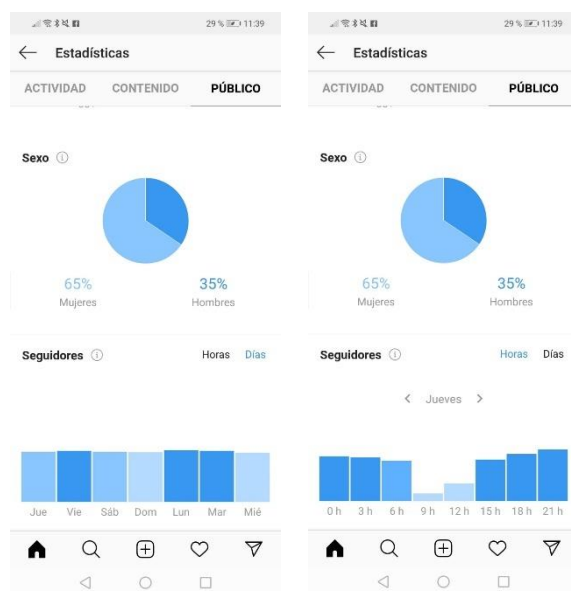 29 % 11:39
Estadísticas
ACTIVIDAD CONTENIDO PÚBLICO
Sexo
65% 35%
Mujeres Hombres
Seguidores Horas Días
Jue Vie Sáb Dom Lun Mar Mié
29 % 11:39
Estadísticas
ACTIVIDAD CONTENIDO PÚBLICO
Sexo
65% 35%
Mujeres Hombres
Seguidores Horas Días
< Jueves >
0 h 3 h 6 h 9 h 12 h 15 h 18 h 21 h